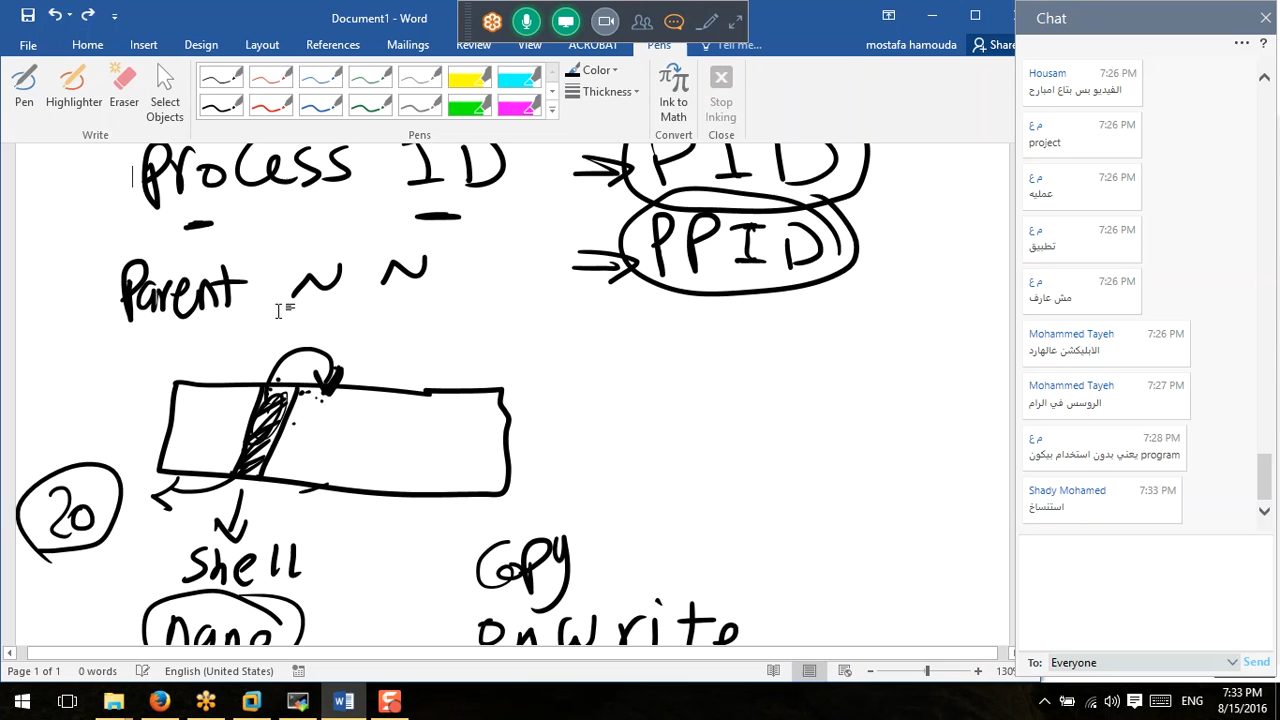 Document1 - Word
mostafa hamouda
Share
File
Home
Insert
Design
Layout
References
Mailings
Review
View
ACROBAT
Pens
Tell me...
Pen
Highlighter
Eraser
Select Objects
Color
Thickness
Ink to Math
Stop Inking
Write
Pens
Convert
Close
Process ID => PID
Parent ~ ~ => PPID
20
Shell
nano
Copy
on write
Page 1 of 1
0 words
English (United States)
130%
Chat
?
Housam 7:26 PM
الفيديو بس بتاع امبارح
م ع 7:26 PM
project
م ع 7:26 PM
عمليه
م ع 7:26 PM
تطبيق
م ع 7:26 PM
مش عارف
Mohammed Tayeh 7:26 PM
الابليكشن عالهارد
Mohammed Tayeh 7:27 PM
الروسس في الرام
م ع 7:28 PM
program يعني بدون استخدام بيكون
Shady Mohamed 7:33 PM
استنساخ
To: Everyone
Send
ENG
7:33 PM
8/15/2016